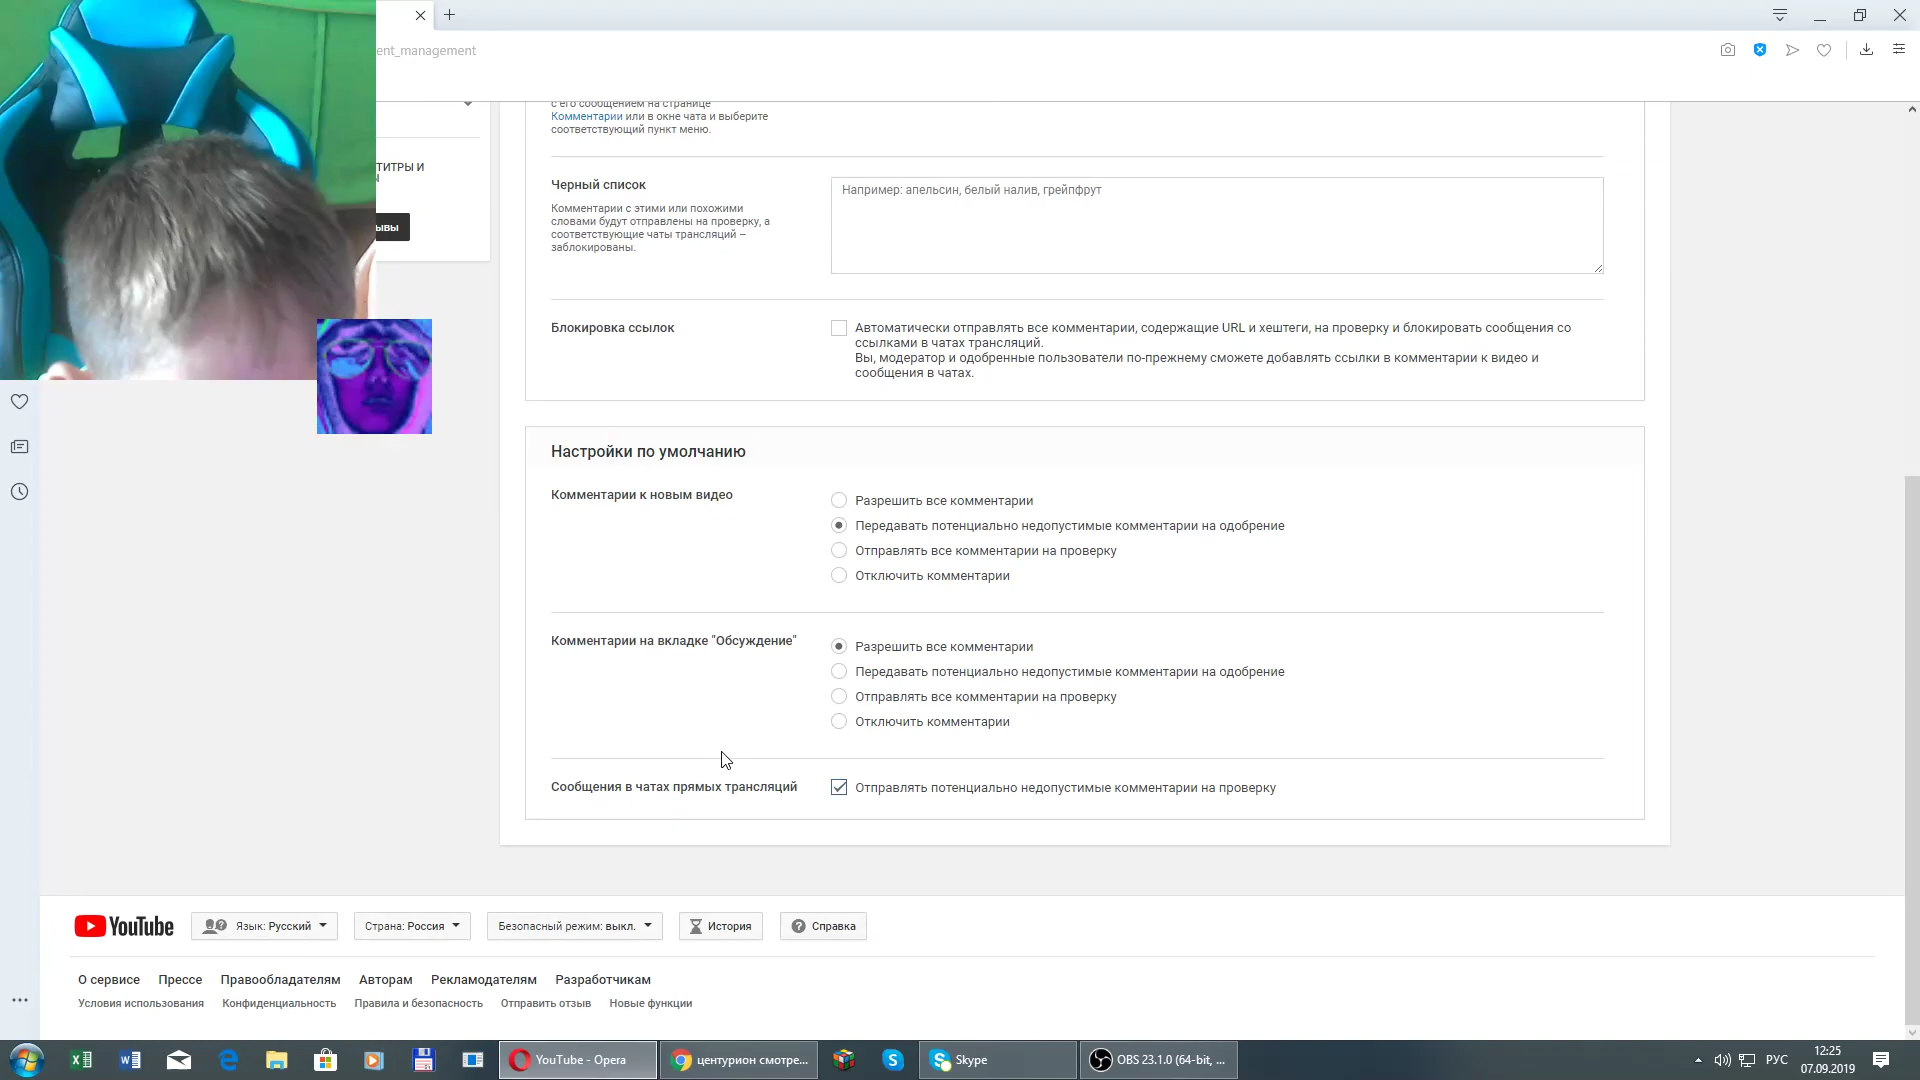 ent_management
с его сообщением на странице
Комментарии или в окне чата и выберите
соответствующий пункт меню.
ТИТРЫ И
Черный список
Например: апельсин, белый налив, грейпфрут
Комментарии с этими или похожими
словами будут отправлены на проверку, а
соответствующие чаты трансляций –
заблокированы.
ывы
Блокировка ссылок
Автоматически отправлять все комментарии, содержащие URL и хештеги, на проверку и блокировать сообщения со
ссылками в чатах трансляций.
Вы, модератор и одобренные пользователи по-прежнему сможете добавлять ссылки в комментарии к видео и
сообщения в чатах.
Настройки по умолчанию
Комментарии к новым видео
Разрешить все комментарии
Передавать потенциально недопустимые комментарии на одобрение
Отправлять все комментарии на проверку
Отключить комментарии
Комментарии на вкладке "Обсуждение"
Разрешить все комментарии
Передавать потенциально недопустимые комментарии на одобрение
Отправлять все комментарии на проверку
Отключить комментарии
Сообщения в чатах прямых трансляций
Отправлять потенциально недопустимые комментарии на проверку
YouTube
Язык: Русский
Страна: Россия
Безопасный режим: выкл.
История
Справка
О сервисе Прессе Правообладателям Авторам Рекламодателям Разработчикам
Условия использования Конфиденциальность Правила и безопасность Отправить отзыв Новые функции
YouTube - Opera
центурион смотре...
Skype
OBS 23.1.0 (64-bit, ...
РУС
12:25
07.09.2019